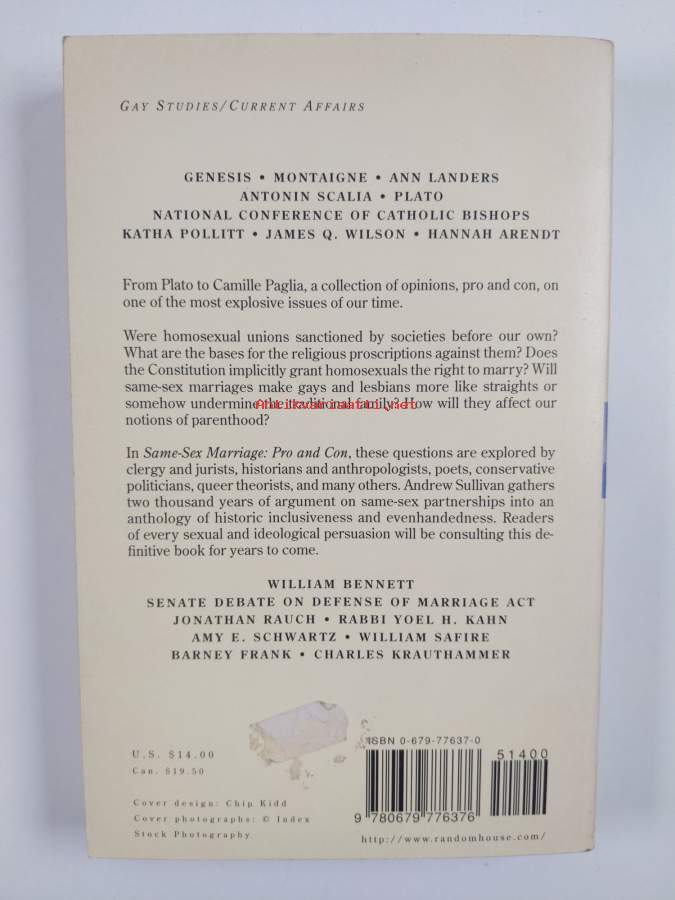 GAY STUDIES/CURRENT AFFAIRS
GENESIS • MONTAIGNE • ANN LANDERS
ANTONIN SCALIA • PLATO
NATIONAL CONFERENCE OF CATHOLIC BISHOPS
KATHA POLLITT • JAMES Q. WILSON • HANNAH ARENDT
From Plato to Camille Paglia, a collection of opinions, pro and con, on
one of the most explosive issues of our time.
Were homosexual unions sanctioned by societies before our own?
What are the bases for the religious proscriptions against them? Does
the Constitution implicitly grant homosexuals the right to marry? Will
same-sex marriages make gays and lesbians more like straights or
somehow undermine the traditional family? How will they affect our
notions of parenthood?
In Same-Sex Marriage: Pro and Con, these questions are explored by
clergy and jurists, historians and anthropologists, poets, conservative
politicians, queer theorists, and many others. Andrew Sullivan gathers
two thousand years of argument on same-sex partnerships into an
anthology of historic inclusiveness and evenhandedness. Readers
of every sexual and ideological persuasion will be consulting this de-
finitive book for years to come.
WILLIAM BENNETT
SENATE DEBATE ON DEFENSE OF MARRIAGE ACT
JONATHAN RAUCH • RABBI YOEL H. KAHN
AMY E. SCHWARTZ • WILLIAM SAFIRE
BARNEY FRANK • CHARLES KRAUTHAMMER
U.S. $14.00
Can. $19.50
Cover design: Chip Kidd
Cover photographs: © Index
Stock Photography
ISBN 0-679-77637-0
51400
9 780679 776376
http://www.randomhouse.com/